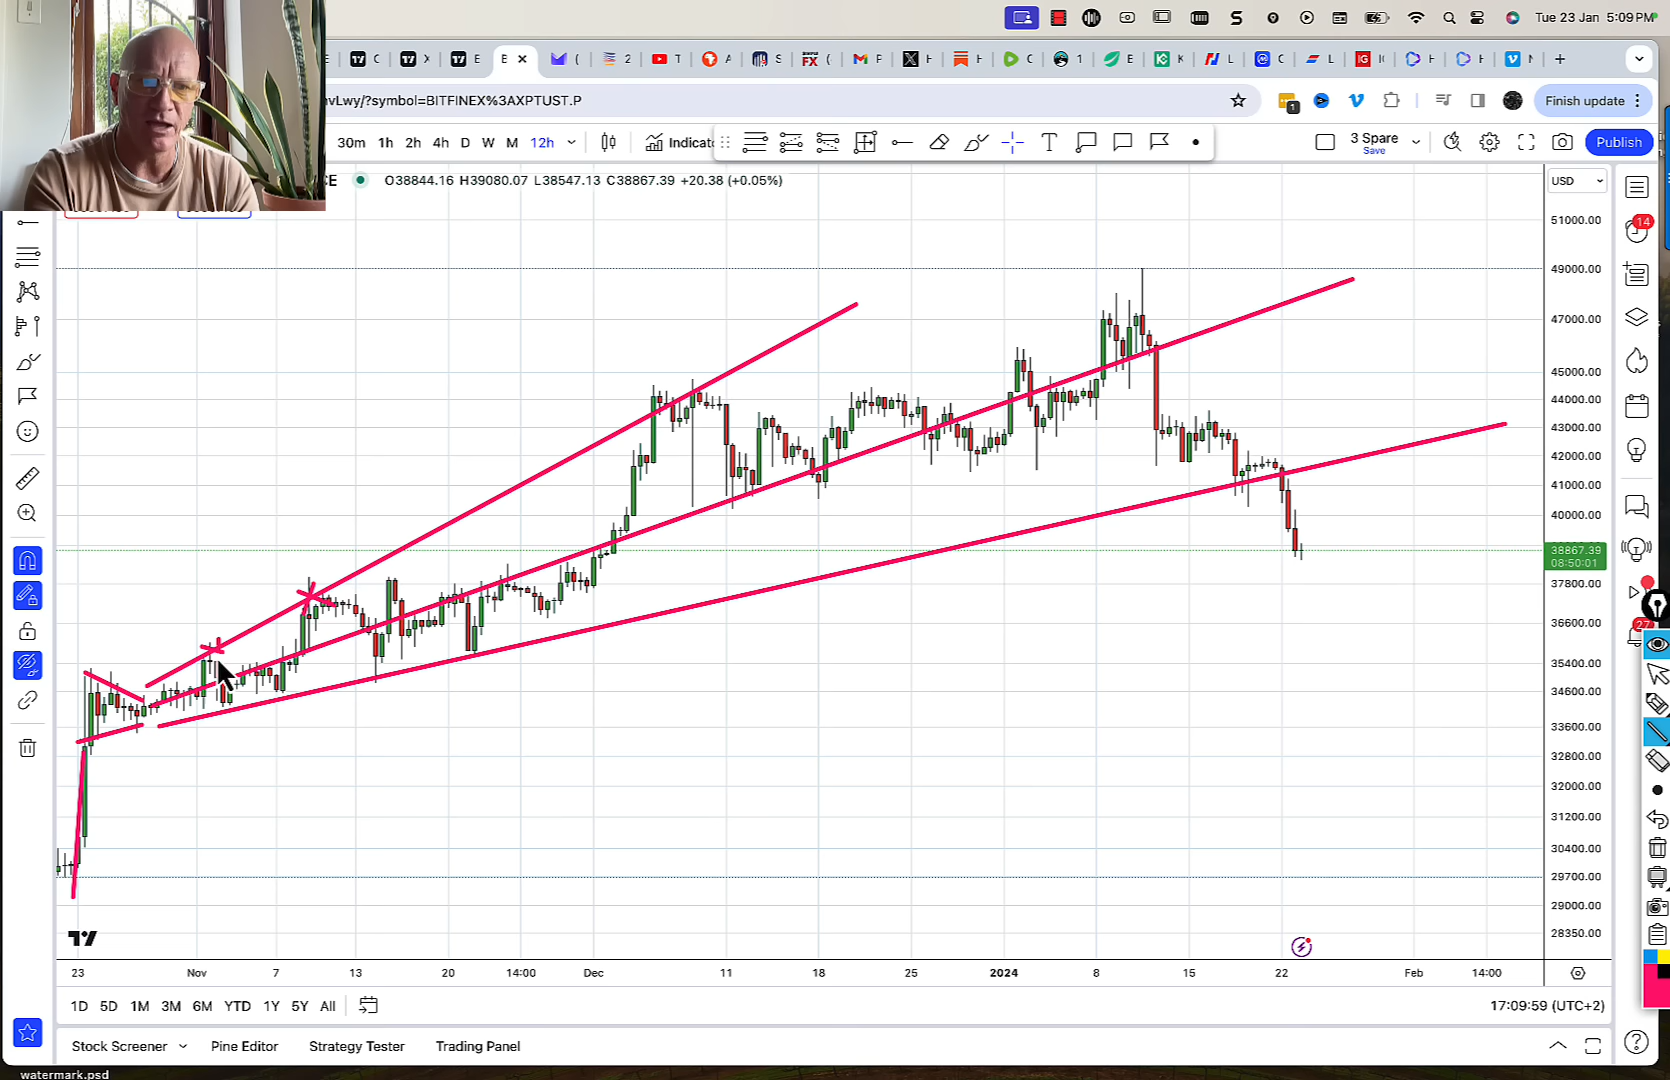 Tue 23 Jan 5:09 PM
nvLwy/?symbol=BITFINEX%3AXPTUST.P
1
Finish update
30m 1h 2h 4h D W M 12h
Indicat
T
3 Spare
Save
Publish
CE O38844.16 H39080.07 L38547.13 C38867.39 +20.38 (+0.05%)
USD
14
51000.00
49000.00
47000.00
45000.00
44000.00
43000.00
42000.00
41000.00
40000.00
38867.39
08:50:01
37800.00
36600.00
27
35400.00
34600.00
33600.00
32800.00
32000.00
31200.00
30400.00
29700.00
29000.00
28350.00
23 Nov 7 13 20 14:00 Dec 11 18 25 2024 8 15 22 Feb 14:00
1D 5D 1M 3M 6M YTD 1Y 5Y All
17:09:59 (UTC+2)
Stock Screener Pine Editor Strategy Tester Trading Panel
watermark.psd